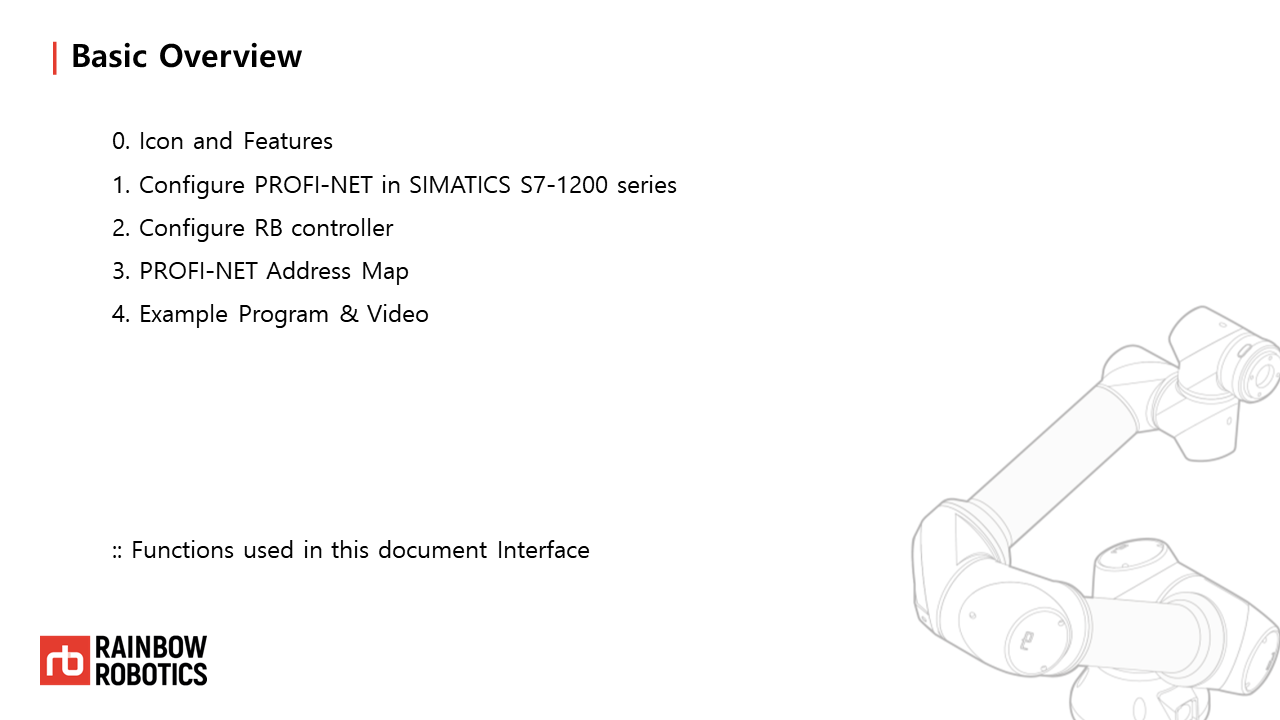 Basic Overview
0. Icon and Features
1. Configure PROFI-NET in SIMATICS S7-1200 series
2. Configure RB controller
3. PROFI-NET Address Map
4. Example Program & Video
:: Functions used in this document Interface
rb RAINBOW
ROBOTICS
rb